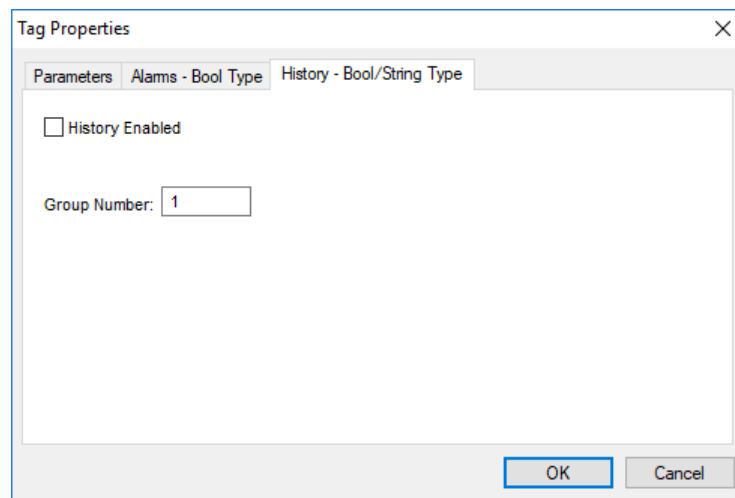 Tag Properties
Parameters Alarms - Bool Type History - Bool/String Type
History Enabled
Group Number: 1
OK Cancel